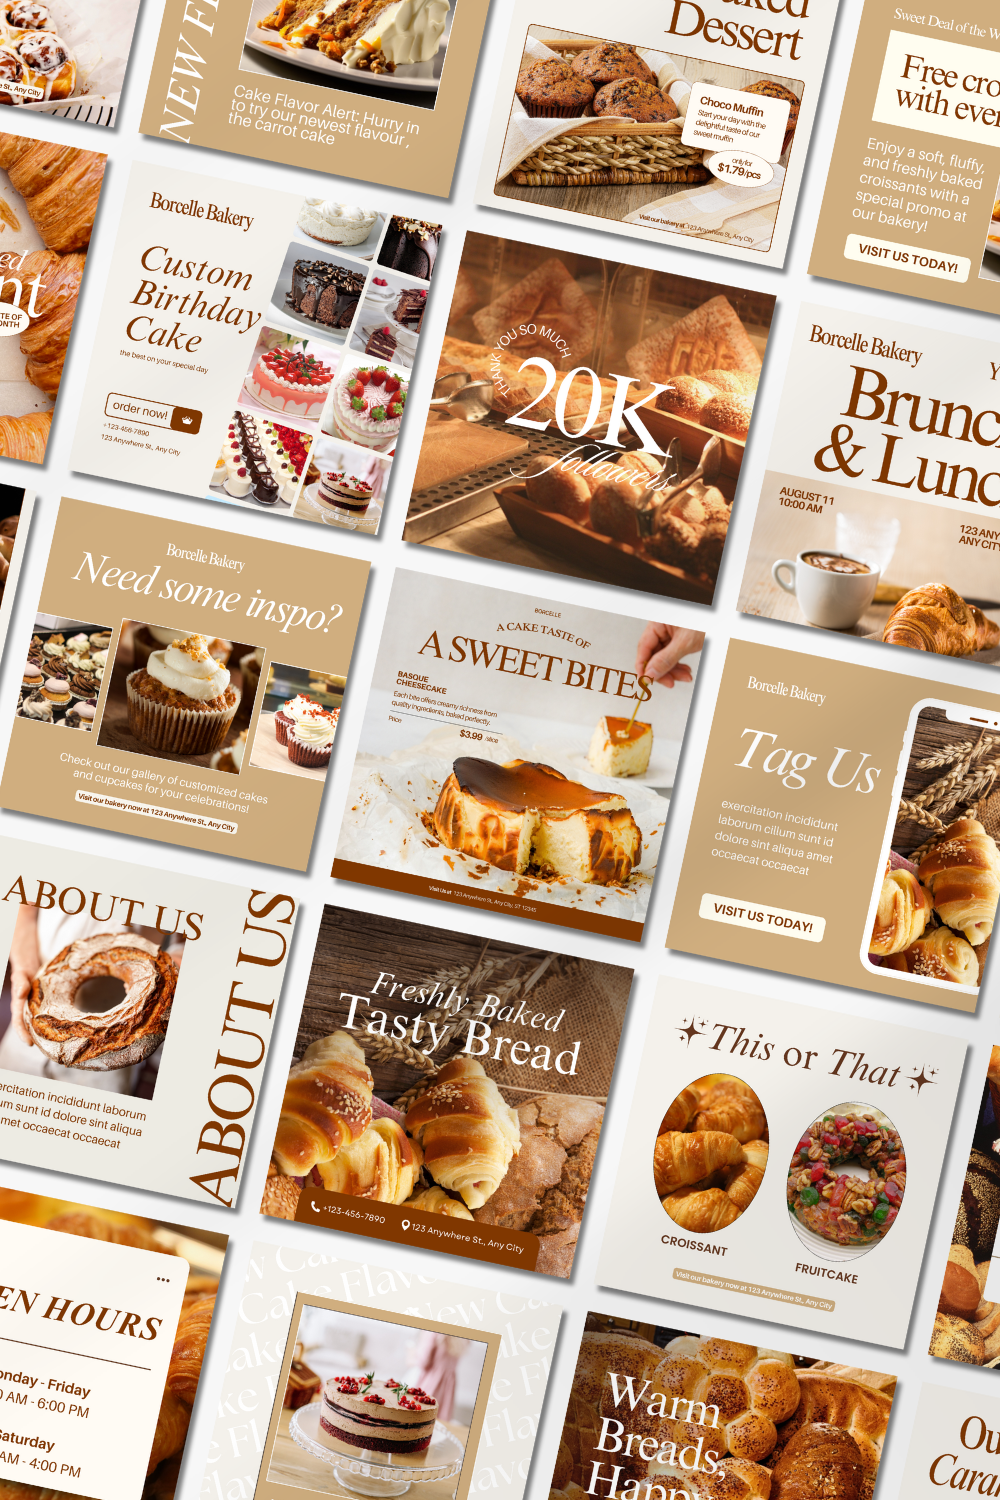 e St., Any City
NEW F
Cake Flavor Alert: Hurry in
to try our newest flavour,
the carrot cake
Dessert
Choco Muffin
Start your day with the
delightful taste of our
sweet muffin
only for
$1.79/pcs
Visit our bakery at 123 Anywhere St., Any City
Sweet Deal of the W
Free cro
with ever
Enjoy a soft, fluffy,
and freshly baked
croissants with a
special promo at
our bakery!
VISIT US TODAY!
ed
nt
TE OF
ONTH
Borcelle Bakery
Custom
Birthday
Cake
the best on your special day
order now!
+123-456-7890
123 Anywhere St., Any City
THANK YOU SO MUCH
20K
followers
Borcelle Bakery
Y
Brunc
& Lunc
AUGUST 11
10:00 AM
123 ANY
ANY CITY
Borcelle Bakery
Need some inspo?
Check out our gallery of customized cakes
and cupcakes for your celebrations!
Visit our bakery now at 123 Anywhere St., Any City
BORCELLE
A CAKE TASTE OF
A SWEET BITES
BASQUE
CHEESECAKE
Each bite offers creamy richness from
quality ingredients, baked perfectly.
Price
$3.99 /slice
Visit Us at 123 Anywhere St., Any City, ST 12345
Borcelle Bakery
Tag Us
exercitation incididunt
laborum cillum sunt id
dolore sint aliqua amet
occaecat occaecat
VISIT US TODAY!
ABOUT US
ABOUT US
ercitation incididunt laborum
um sunt id dolore sint aliqua
met occaecat occaecat
Freshly Baked
Tasty Bread
+123-456-7890
123 Anywhere St., Any City
This or That
CROISSANT
FRUITCAKE
Visit our bakery now at 123 Anywhere St., Any City
EN HOURS
onday - Friday
0 AM - 6:00 PM
Saturday
AM - 4:00 PM
w Ca
Cake Flav
New Ca
Warm
Breads,
Happy
Ou
Caram